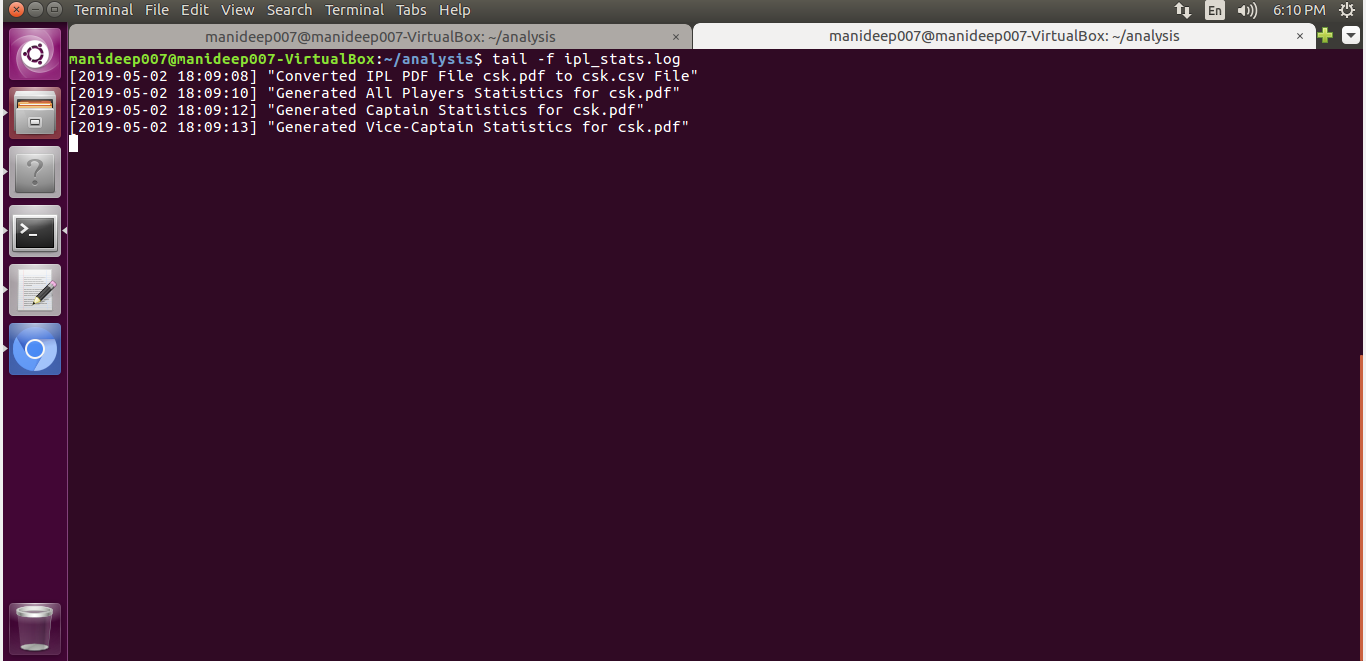 Terminal File Edit View Search Terminal Tabs Help En 6:10 PM
manideep007@manideep007-VirtualBox: ~/analysis × manideep007@manideep007-VirtualBox: ~/analysis ×
manideep007@manideep007-VirtualBox:~/analysis$ tail -f ipl_stats.log
[2019-05-02 18:09:08] "Converted IPL PDF File csk.pdf to csk.csv File"
[2019-05-02 18:09:10] "Generated All Players Statistics for csk.pdf"
[2019-05-02 18:09:12] "Generated Captain Statistics for csk.pdf"
[2019-05-02 18:09:13] "Generated Vice-Captain Statistics for csk.pdf"